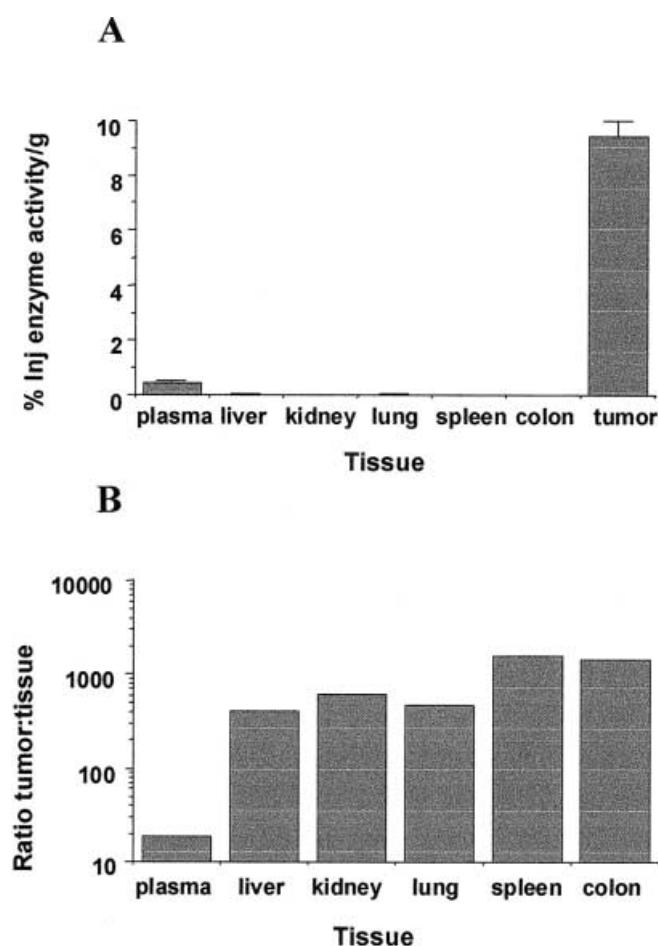 A
% Inj enzyme activity/g
10
8
6
4
2
0
plasma liver kidney lung spleen colon tumor
Tissue
B
Ratio tumor:tissue
10000
1000
100
10
plasma liver kidney lung spleen colon
Tissue